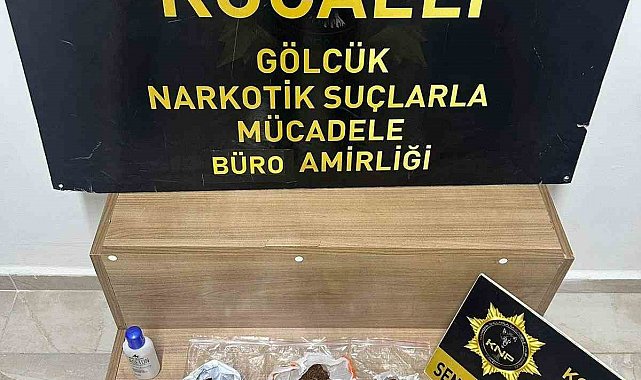 KOCAELİ
GÖLCÜK
NARKOTİK SUÇLARLA
MÜCADELE
BÜRO AMİRLİĞİ
KNP